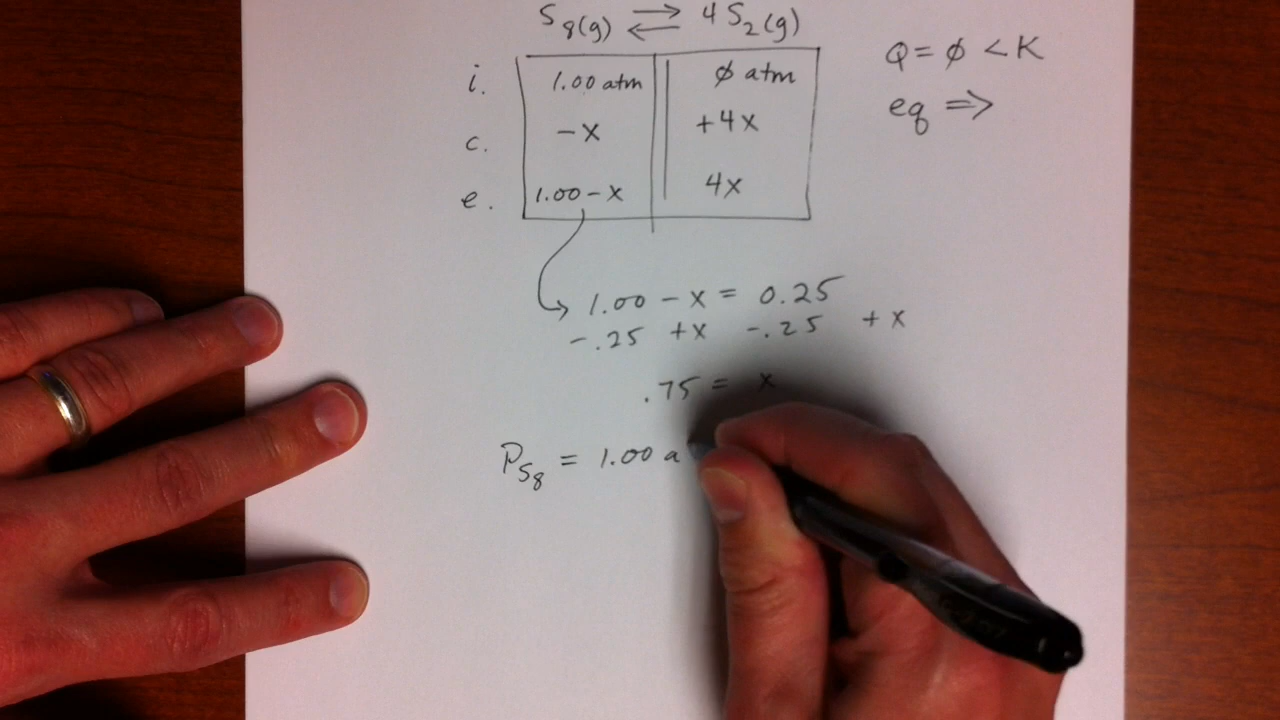 S8(g) ⇌ 4 S2(g)
i. 1.00 atm ϕ atm
c. -x +4x
e. 1.00-x 4x
Q = ϕ < K
eq ⇒
1.00 - x = 0.25
-.25 +x -.25 +x
.75 = x
PS8 = 1.00 a